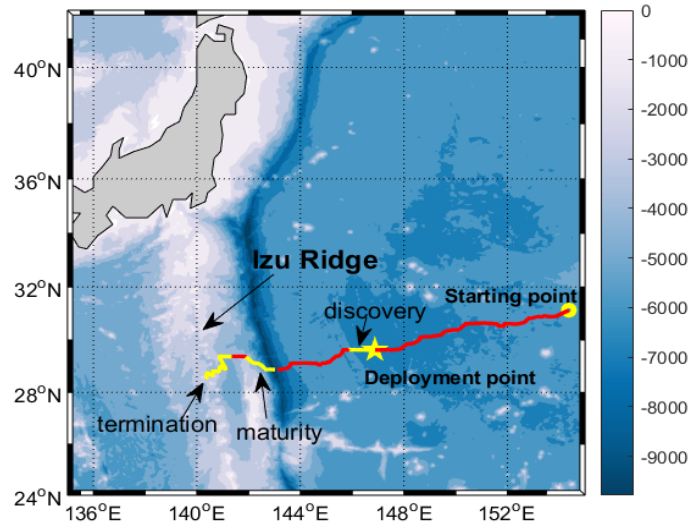 0
-1000
-2000
-3000
-4000
-5000
-6000
-7000
-8000
-9000
40°N
36°N
32°N
28°N
24°N
136°E
140°E
144°E
148°E
152°E
Izu Ridge
Starting point
discovery
Deployment point
termination
maturity